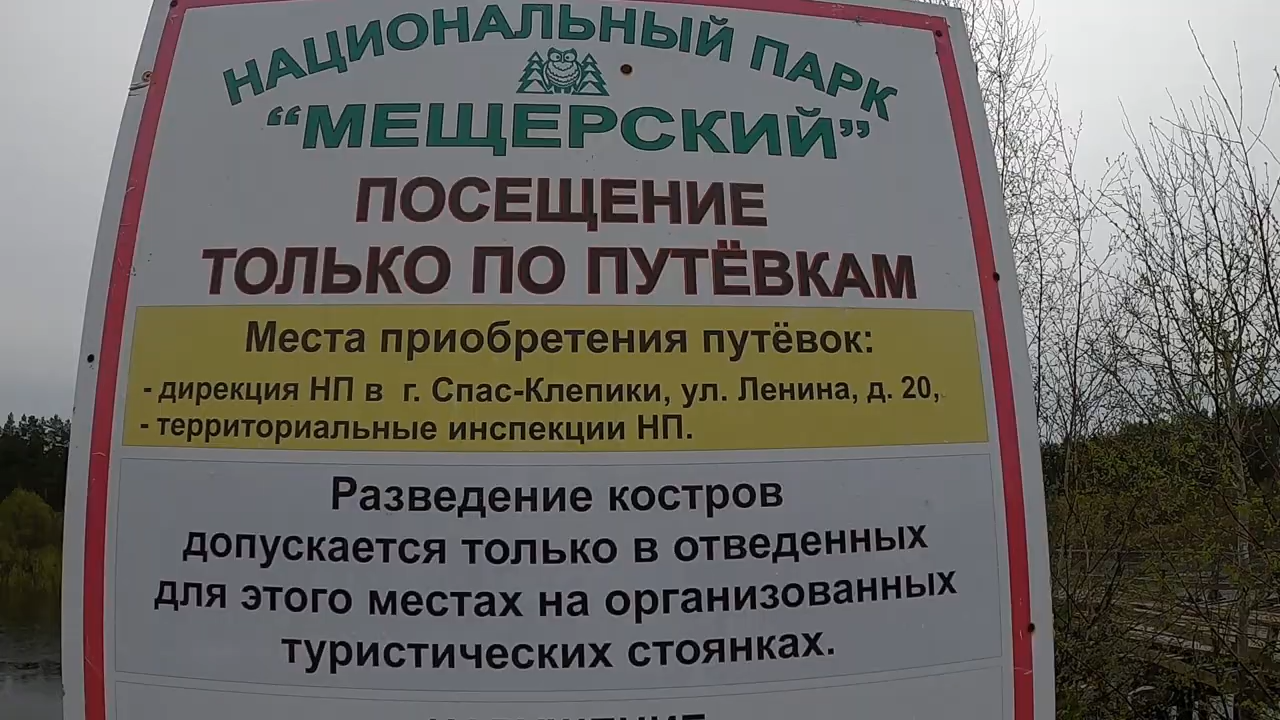 НАЦИОНАЛЬНЫЙ ПАРК
“МЕЩЕРСКИЙ”
ПОСЕЩЕНИЕ
ТОЛЬКО ПО ПУТЁВКАМ
Места приобретения путёвок:
- дирекция НП в г. Спас-Клепики, ул. Ленина, д. 20,
- территориальные инспекции НП.
Разведение костров
допускается только в отведенных
для этого местах на организованных
туристических стоянках.